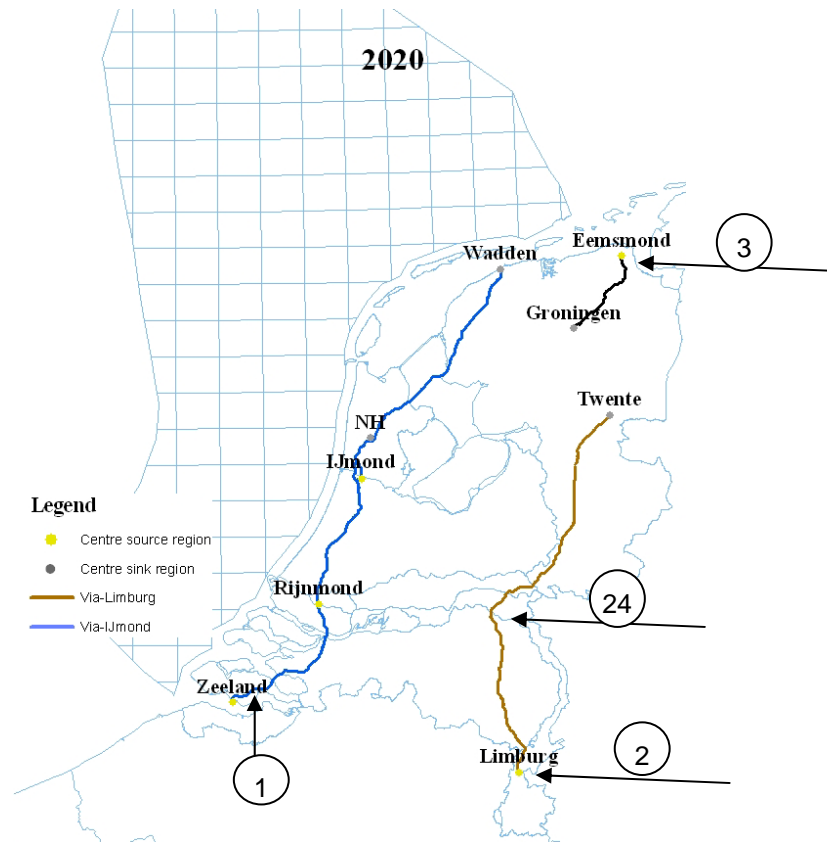 2020
Eemsmond
3
Wadden
Groningen
Twente
NH
IJmond
Legend
Centre source region
Centre sink region
Via-Limburg
Via-IJmond
Rijnmond
24
Zeeland
Limburg
2
1